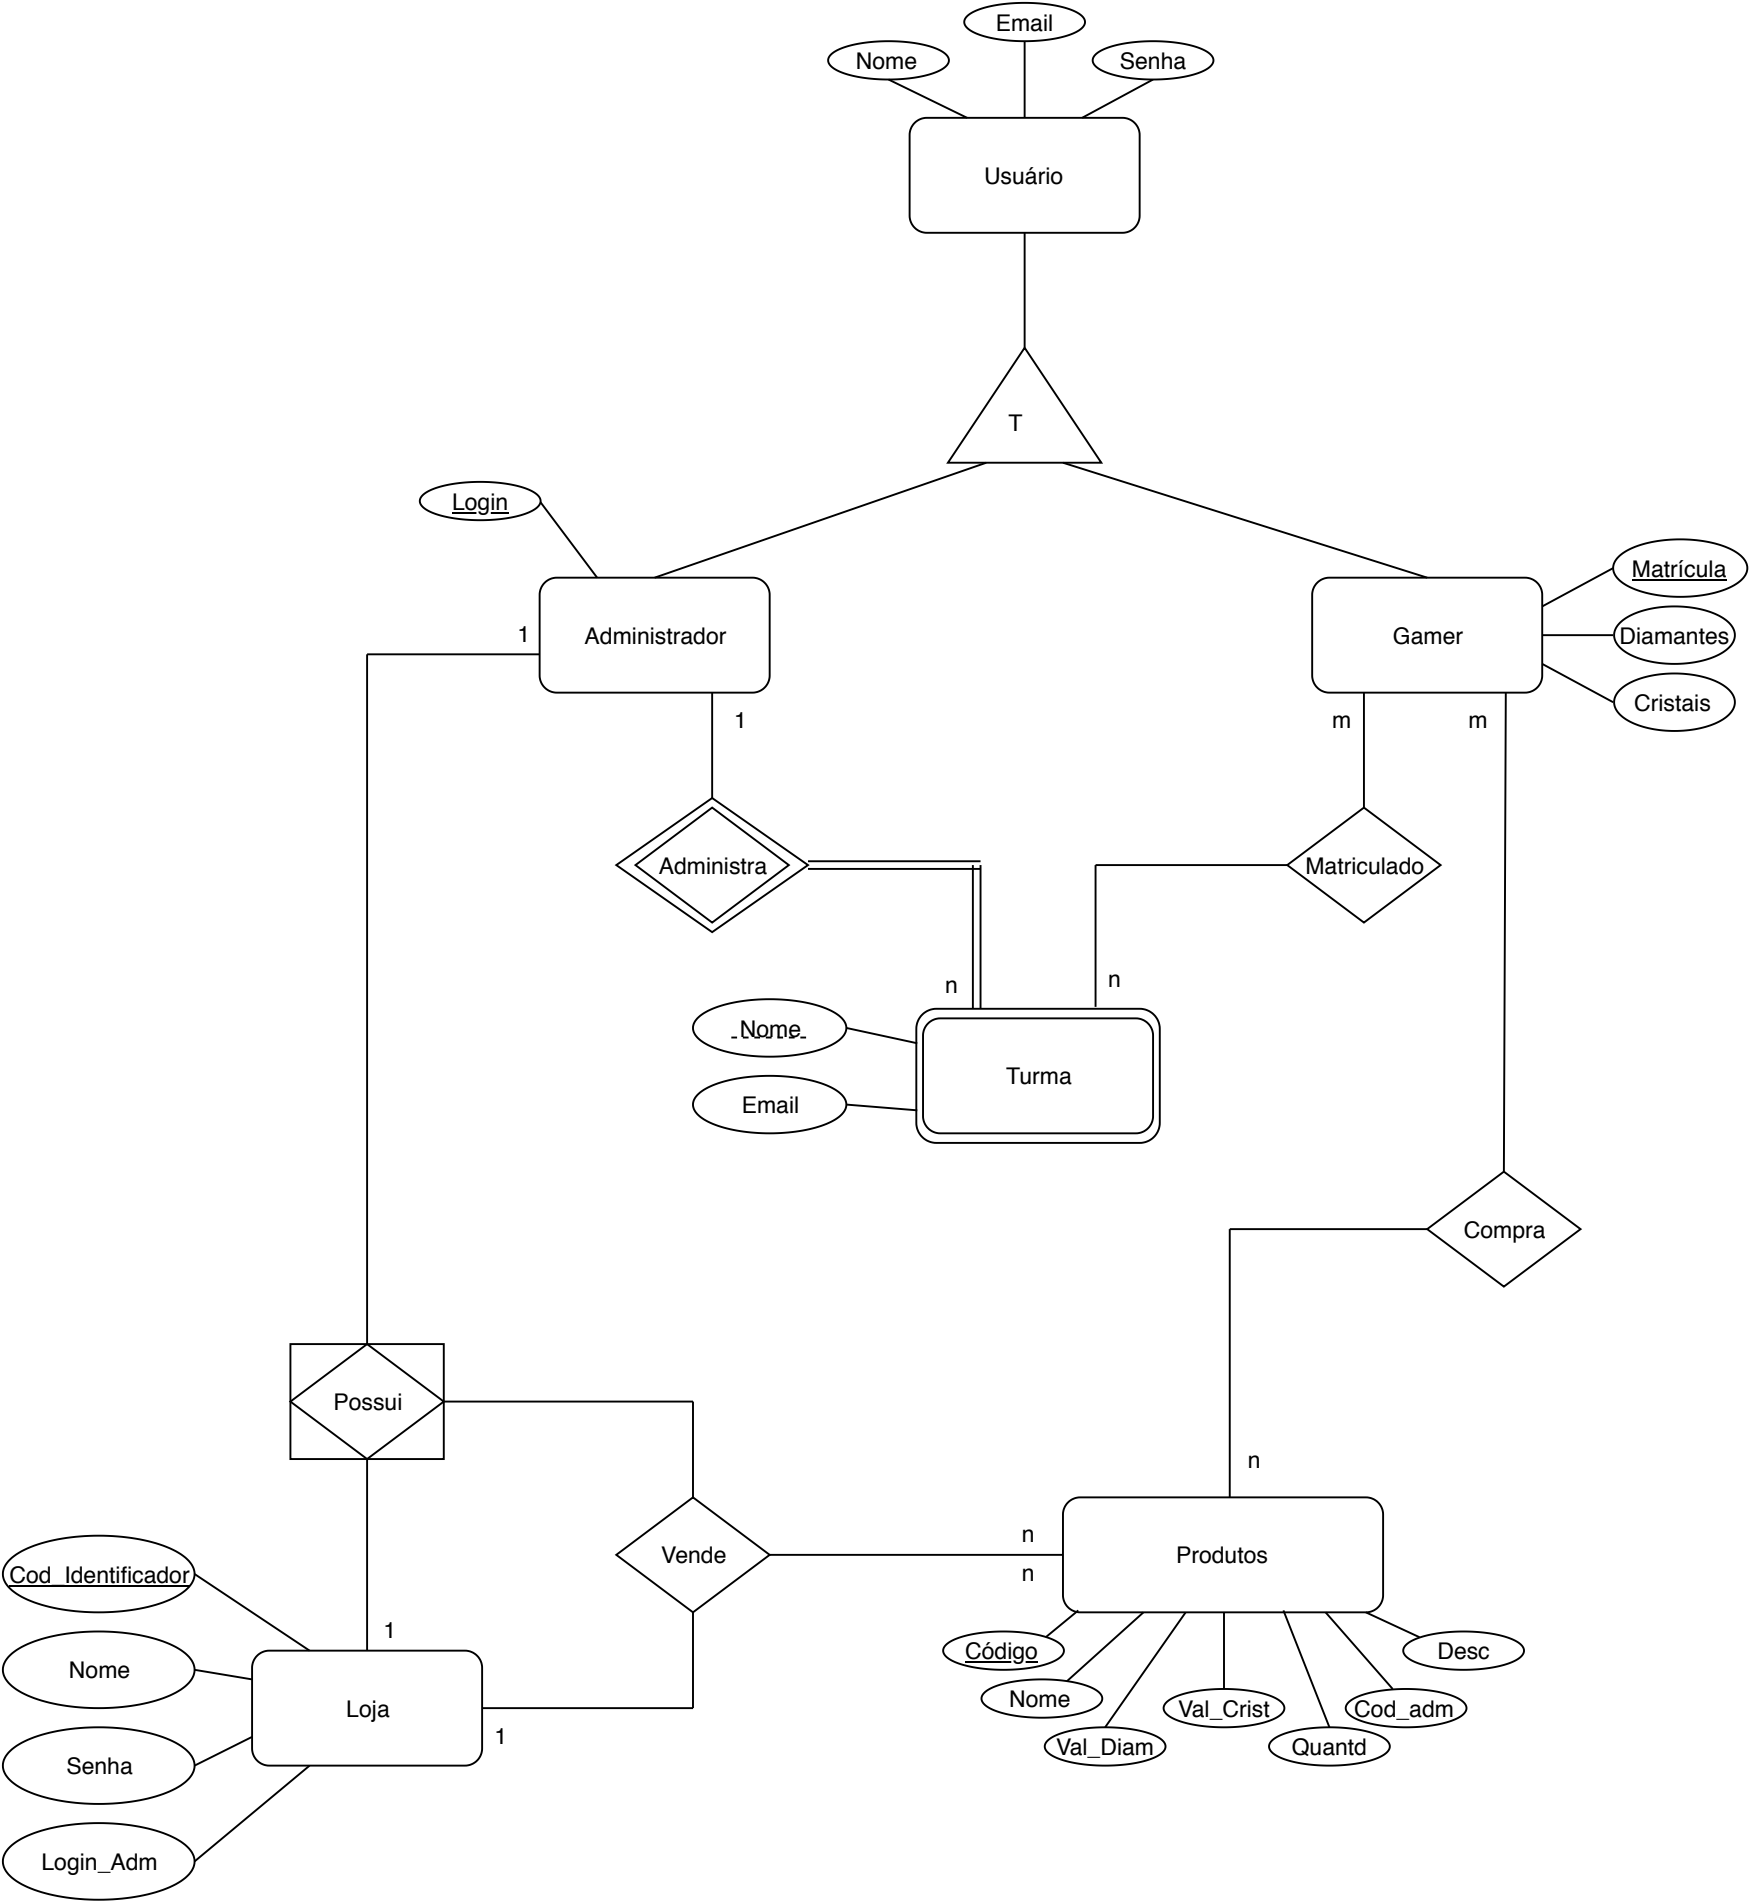 Email
Nome
Senha
Usuário
T
Login
Administrador
1
1
Gamer
Matrícula
Diamantes
Cristais
m
m
Administra
Matriculado
n
n
Nome
Email
Turma
Compra
n
Possui
Vende
n
n
Produtos
Cod_Identificador
Nome
Senha
Login_Adm
1
Loja
1
Código
Nome
Val_Diam
Val_Crist
Quantd
Cod_adm
Desc